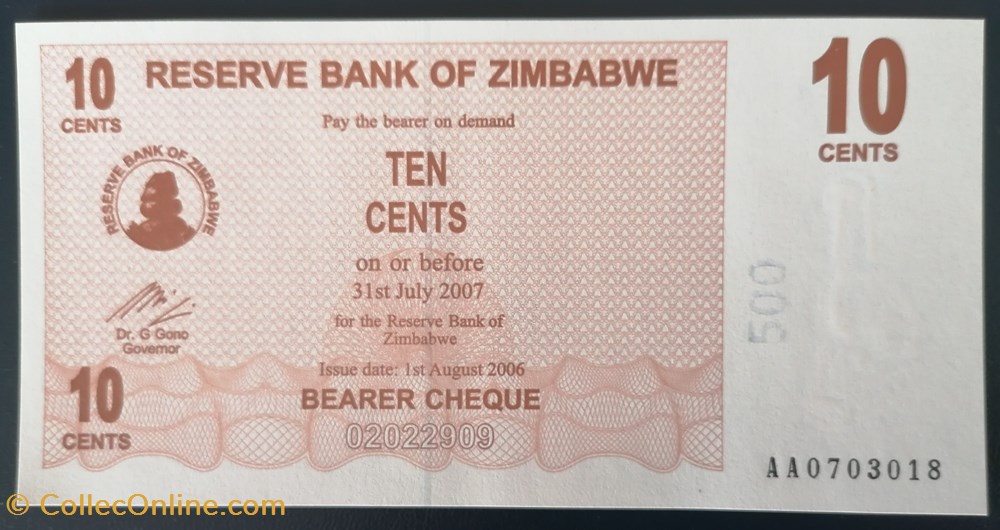 10
CENTS
RESERVE BANK OF ZIMBABWE
10
CENTS
Pay the bearer on demand
TEN
CENTS
RESERVE BANK OF ZIMBABWE
on or before
31st July 2007
500
for the Reserve Bank of
Zimbabwe
Dr. G Gono
Governor
Issue date: 1st August 2006
10
CENTS
BEARER CHEQUE
02022909
AA0703018
© CollecOnline.com